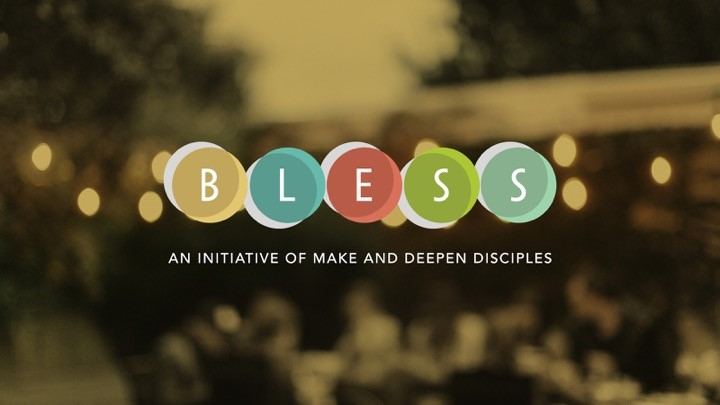 BLESS
AN INITIATIVE OF MAKE AND DEEPEN DISCIPLES